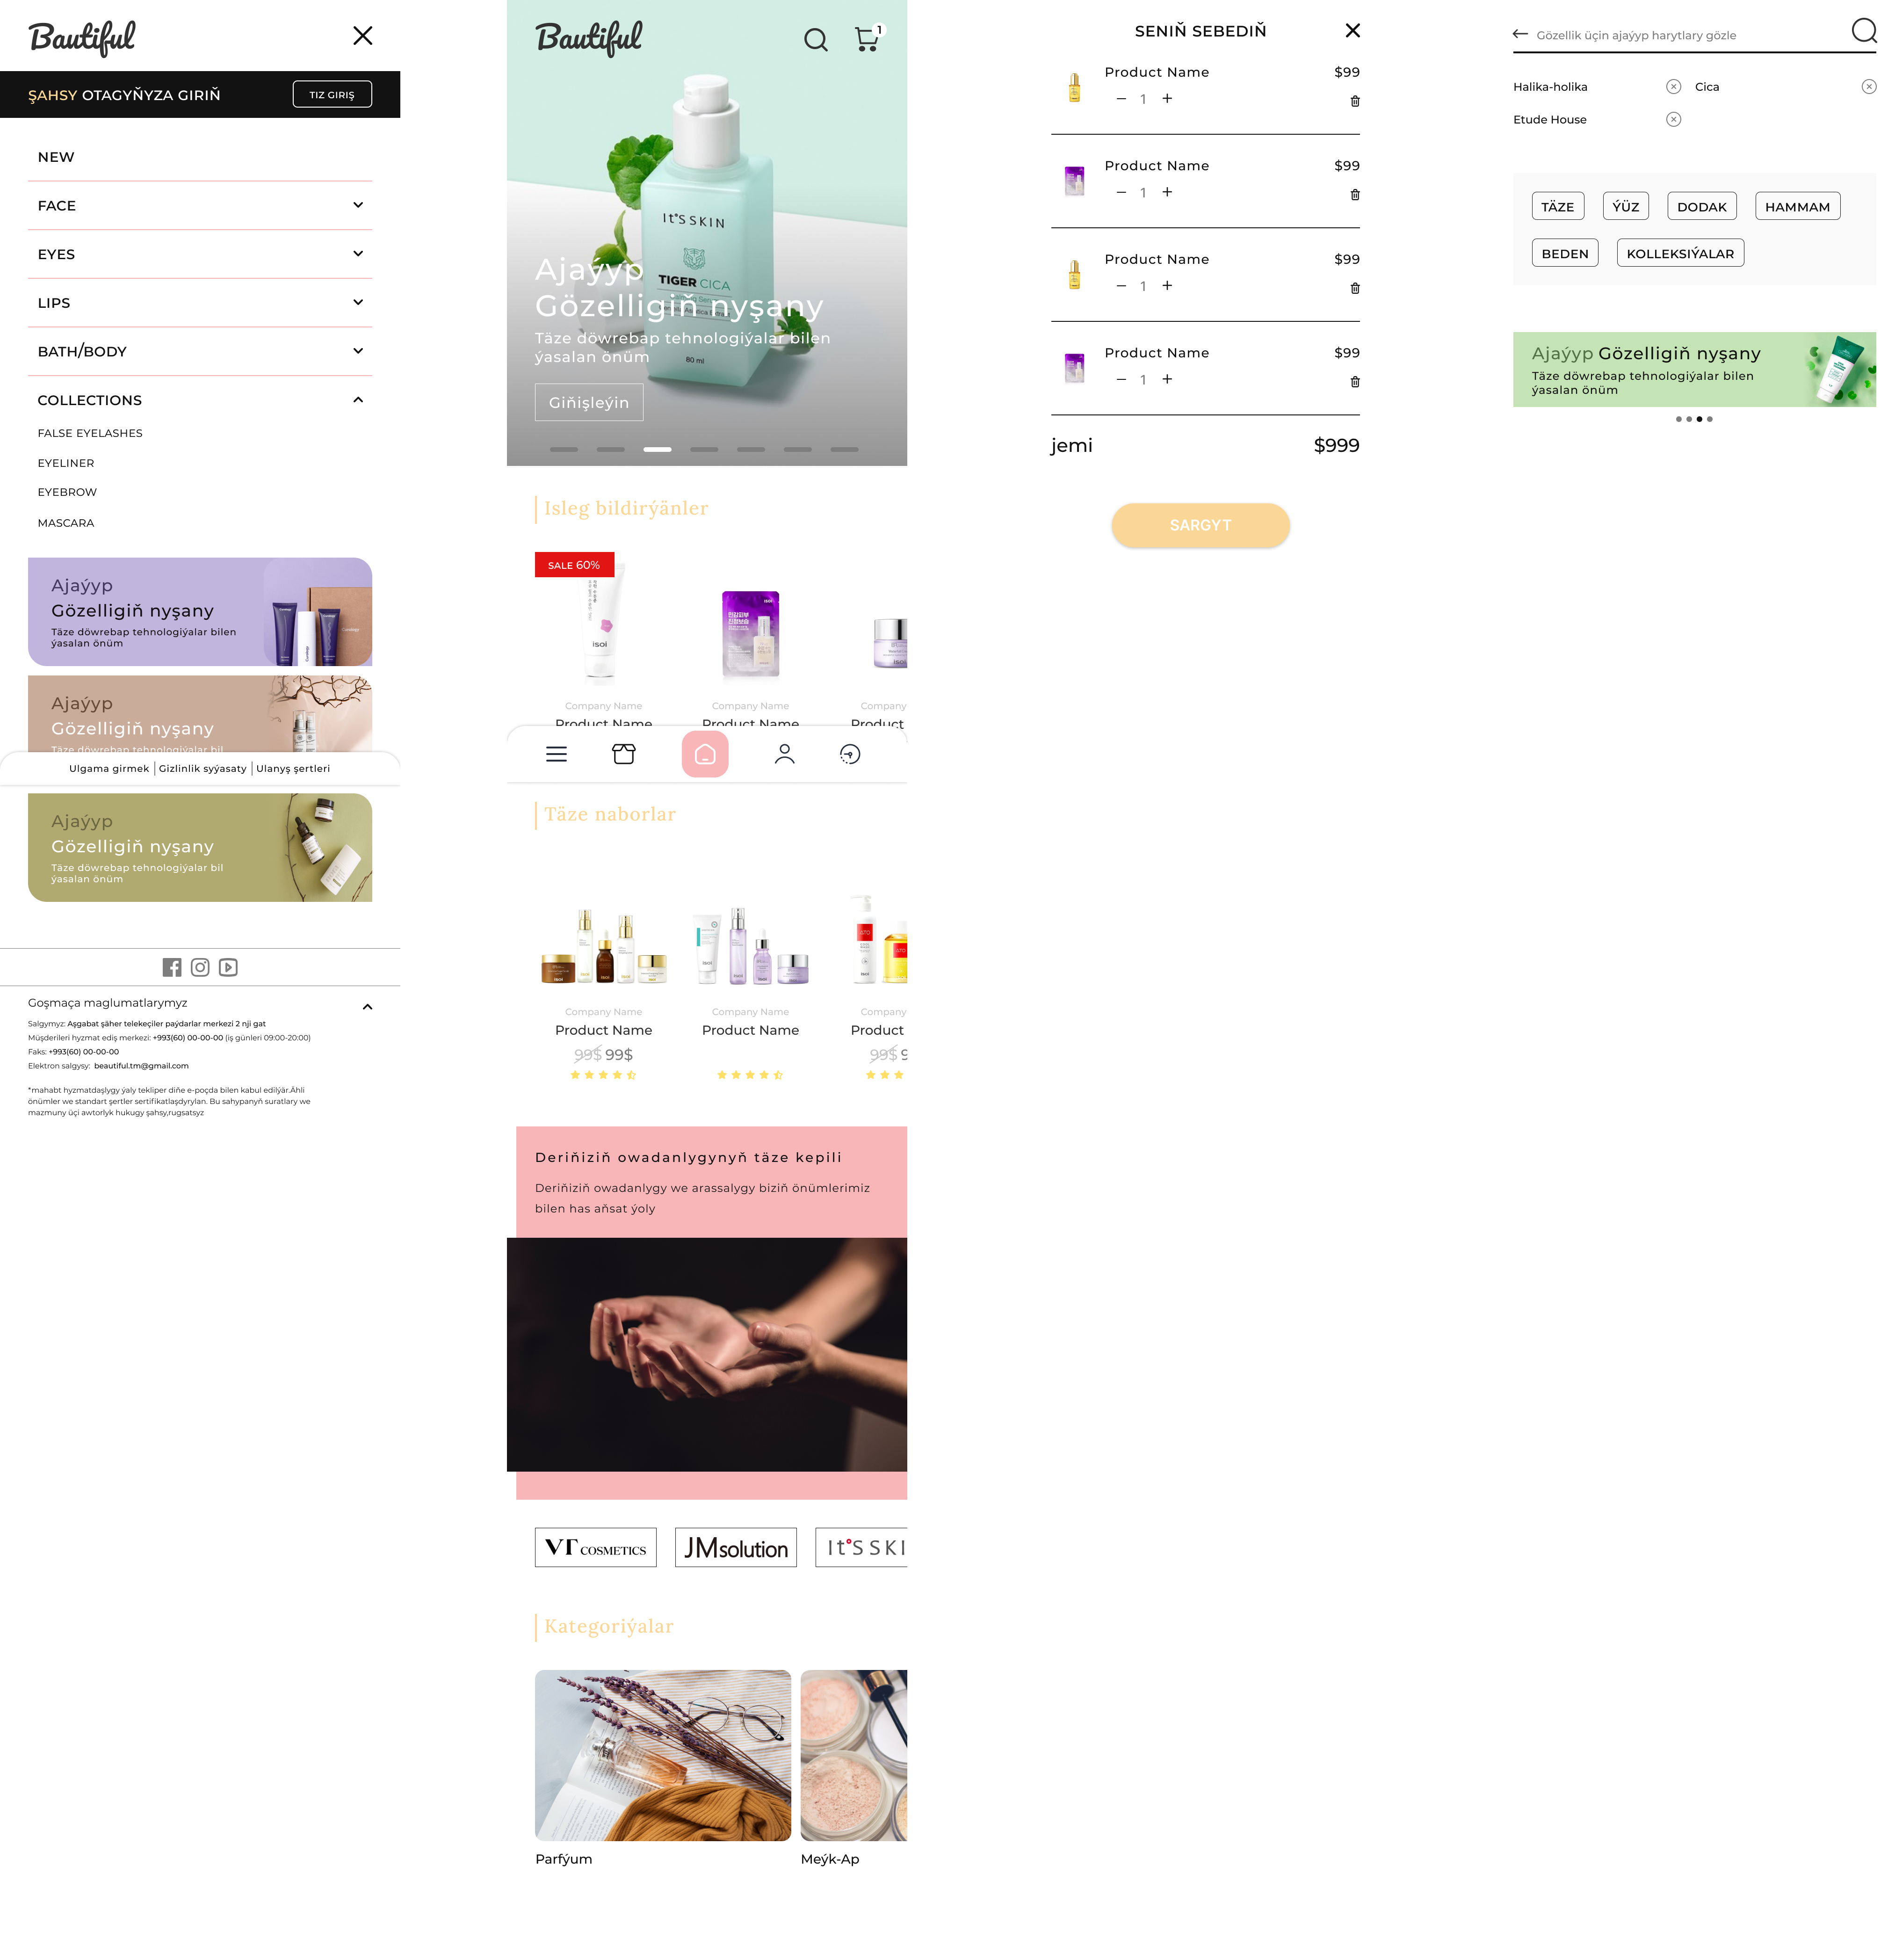 Bautiful
ŞAHSY OTAGYŇYZA GIRIŇ
TIZ GIRIŞ
NEW
FACE
EYES
LIPS
BATH/BODY
COLLECTIONS
FALSE EYELASHES
EYELINER
EYEBROW
MASCARA
Ajaýyp
Gözelligiň nyşany
Täze döwrebap tehnologiýalar bilen
ýasalan önüm
Ajaýyp
Gözelligiň nyşany
Täze döwrebap tehnologiýalar bil
Ulgama girmek | Gizlinlik syýasaty | Ulanyş şertleri
Ajaýyp
Gözelligiň nyşany
Täze döwrebap tehnologiýalar bil
ýasalan önüm
Goşmaça maglumatlarymyz
Salgymyz: Aşgabat şäher telekeçiler paýdarlar merkezi 2 nji gat
Müşderileri hyzmat ediş merkezi: +993(60) 00-00-00 (iş günleri 09:00-20:00)
Faks: +993(60) 00-00-00
Elektron salgysy: beautiful.tm@gmail.com
*mahabt hyzmatdaşlygy ýaly tekliper diňe e-poçda bilen kabul edilýär.Ähli
önümler we standart şertler sertifikatlaşdyrylan. Bu sahypanyň suratlary we
mazmuny üçi awtorlyk hukugy şahsy,rugsatsyz
Bautiful
1
It'S SKIN
TIGER CICA
80 ml
Ajaýyp
Gözelligiň nyşany
Täze döwrebap tehnologiýalar bilen
ýasalan önüm
Giňişleýin
Isleg bildirýänler
SALE 60%
isoi
Company Name
Company Name
Company
Product Name
Product Name
Product
Täze naborlar
Company Name
Company Name
Company
Product Name
Product Name
Product
99$ 99$
99$ 9
Deriňiziň owadanlygynyň täze kepili
Deriňiziň owadanlygy we arassalygy biziň önümlerimiz
bilen has aňsat ýoly
VT COSMETICS
JMsolution
It'S SKI
Kategoriýalar
Parfýum
Meýk-Ap
SENIŇ SEBEDIŇ
Product Name
$99
1
Product Name
$99
1
Product Name
$99
1
Product Name
$99
1
jemi
$999
SARGYT
Gözellik üçin ajaýyp harytlary gözle
Halika-holika
Cica
Etude House
TÄZE
ÝÜZ
DODAK
HAMMAM
BEDEN
KOLLEKSIÝALAR
Ajaýyp Gözelligiň nyşany
Täze döwrebap tehnologiýalar bilen
ýasalan önüm